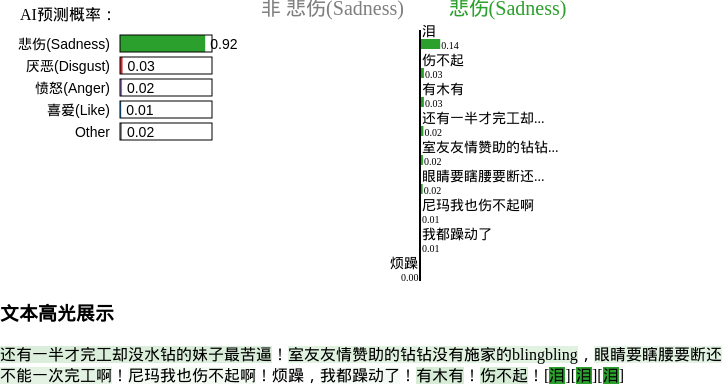 AI预测概率：
非 悲伤(Sadness) 悲伤(Sadness)
悲伤(Sadness) 0.92
厌恶(Disgust) 0.03
愤怒(Anger) 0.02
喜爱(Like) 0.01
Other 0.02
泪
0.14
伤不起
0.03
有木有
0.03
还有一半才完工却...
0.02
室友友情赞助的钻钻...
0.02
眼睛要瞎腰要断还...
0.02
尼玛我也伤不起啊
0.01
我都躁动了
0.01
烦躁
0.00
文本高光展示
还有一半才完工却没水钻的妹子最苦逼！室友友情赞助的钻钻没有施家的blingbling，眼睛要瞎腰要断还
不能一次完工啊！尼玛我也伤不起啊！烦躁，我都躁动了！有木有！伤不起！[泪][泪][泪]